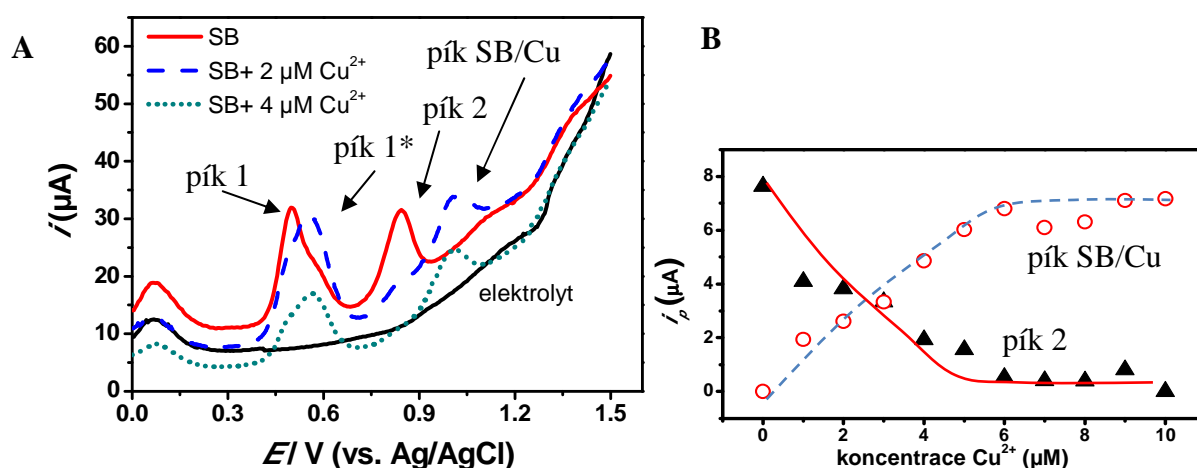 A
60
50
40
30
20
10
0
i (µA)
SB
SB+ 2 µM Cu²⁺
SB+ 4 µM Cu²⁺
pík 1
pík 1*
pík 2
pík SB/Cu
elektrolyt
0.0 0.3 0.6 0.9 1.2 1.5
E/ V (vs. Ag/AgCl)
B
8
6
4
2
0
iₚ (µA)
pík SB/Cu
pík 2
0 2 4 6 8 10
koncentrace Cu²⁺ (µM)